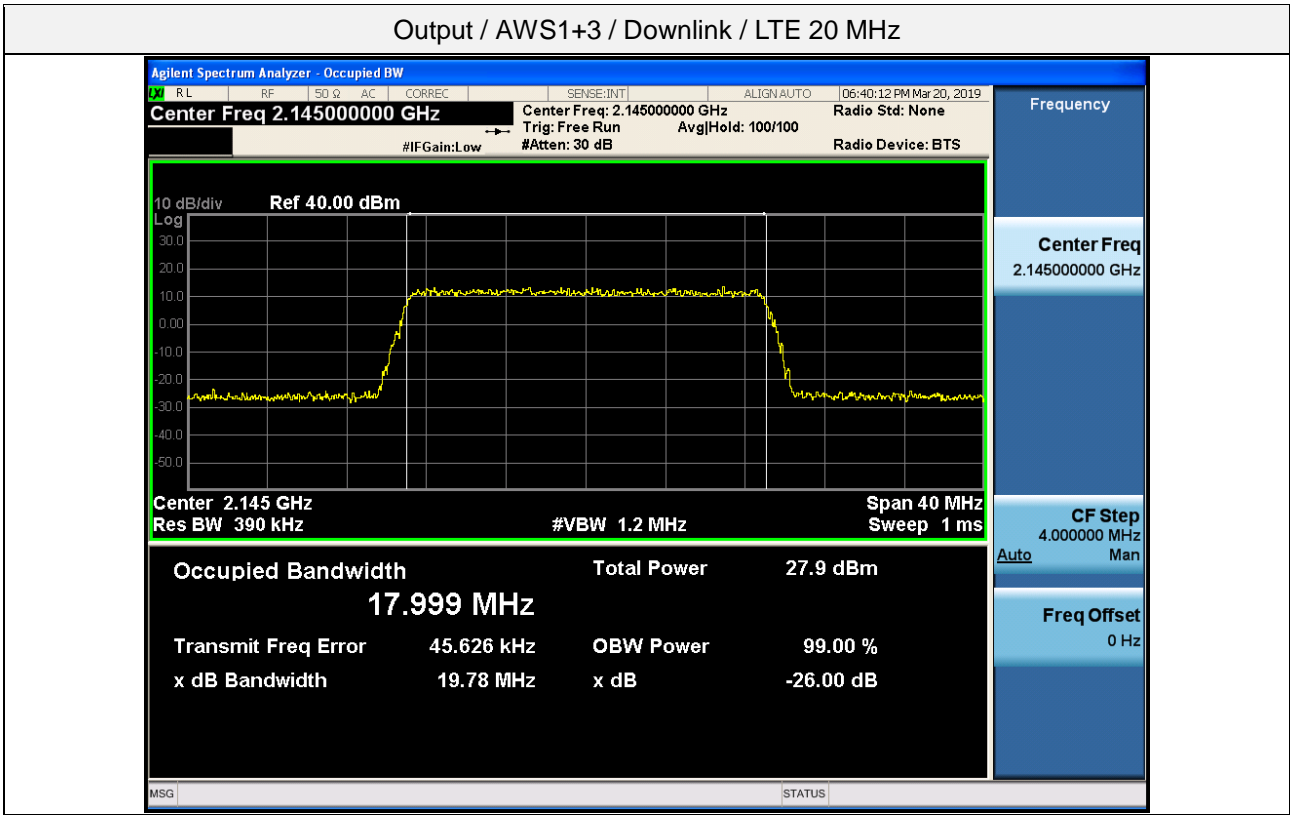 Output / AWS1+3 / Downlink / LTE 20 MHz
Agilent Spectrum Analyzer - Occupied BW
LXI RL RF 50 Ω AC CORREC SENSE:INT ALIGN AUTO 06:40:12 PM Mar 20, 2019
Center Freq 2.145000000 GHz
Center Freq: 2.145000000 GHz Radio Std: None
Trig: Free Run Avg|Hold: 100/100
#IFGain:Low #Atten: 30 dB Radio Device: BTS
Frequency
10 dB/div Ref 40.00 dBm
Log
30.0
20.0
10.0
0.00
-10.0
-20.0
-30.0
-40.0
-50.0
Center 2.145 GHz Span 40 MHz
Res BW 390 kHz #VBW 1.2 MHz Sweep 1 ms
Occupied Bandwidth Total Power 27.9 dBm
17.999 MHz
Transmit Freq Error 45.626 kHz OBW Power 99.00 %
x dB Bandwidth 19.78 MHz x dB -26.00 dB
Center Freq
2.145000000 GHz
CF Step
4.000000 MHz
Auto Man
Freq Offset
0 Hz
MSG STATUS